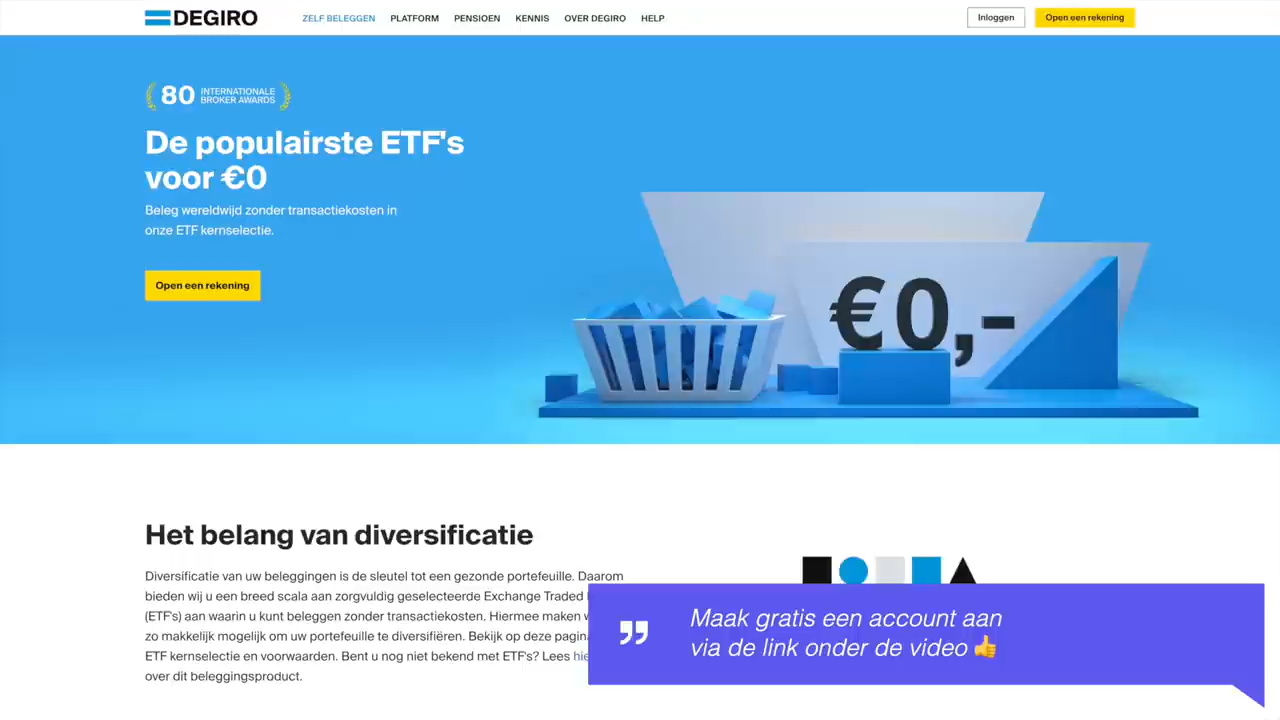 DEGIRO
ZELF BELEGGEN
PLATFORM
PENSIOEN
KENNIS
OVER DEGIRO
HELP
Inloggen
Open een rekening
80 INTERNATIONALE
BROKER AWARDS
De populairste ETF's
voor €0
Beleg wereldwijd zonder transactiekosten in
onze ETF kernselectie.
Open een rekening
€0,-
Het belang van diversificatie
Diversificatie van uw beleggingen is de sleutel tot een gezonde portefeuille. Daarom
bieden wij u een breed scala aan zorgvuldig geselecteerde Exchange Traded
(ETF's) aan waarin u kunt beleggen zonder transactiekosten. Hiermee maken
zo makkelijk mogelijk om uw portefeuille te diversifiëren. Bekijk op deze
ETF kernselectie en voorwaarden. Bent u nog niet bekend met ETF's? Lees
over dit beleggingsproduct.
Maak gratis een account aan
via de link onder de video 👍